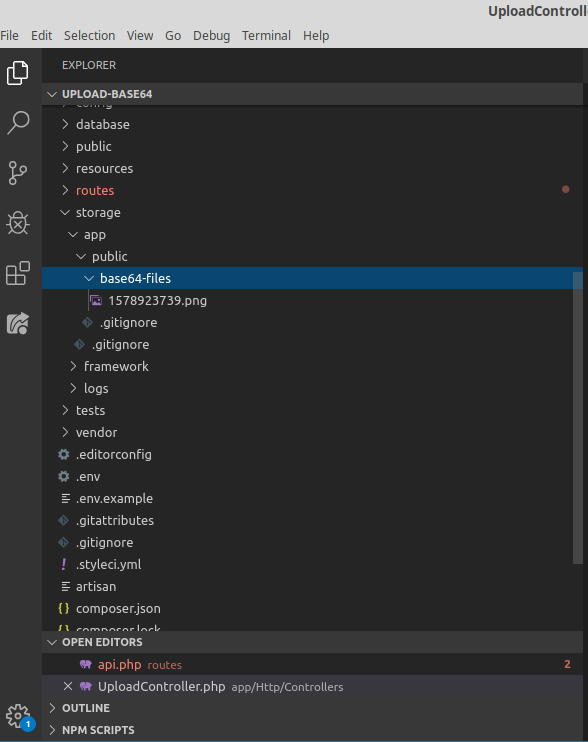 UploadControll
File Edit Selection View Go Debug Terminal Help
EXPLORER
UPLOAD-BASE64
config
database
public
resources
routes
storage
app
public
base64-files
1578923739.png
.gitignore
.gitignore
framework
logs
tests
vendor
.editorconfig
.env
.env.example
.gitattributes
.gitignore
! .styleci.yml
artisan
{} composer.json
{} composer.lock
OPEN EDITORS
api.php routes 2
UploadController.php app/Http/Controllers
OUTLINE
1
NPM SCRIPTS